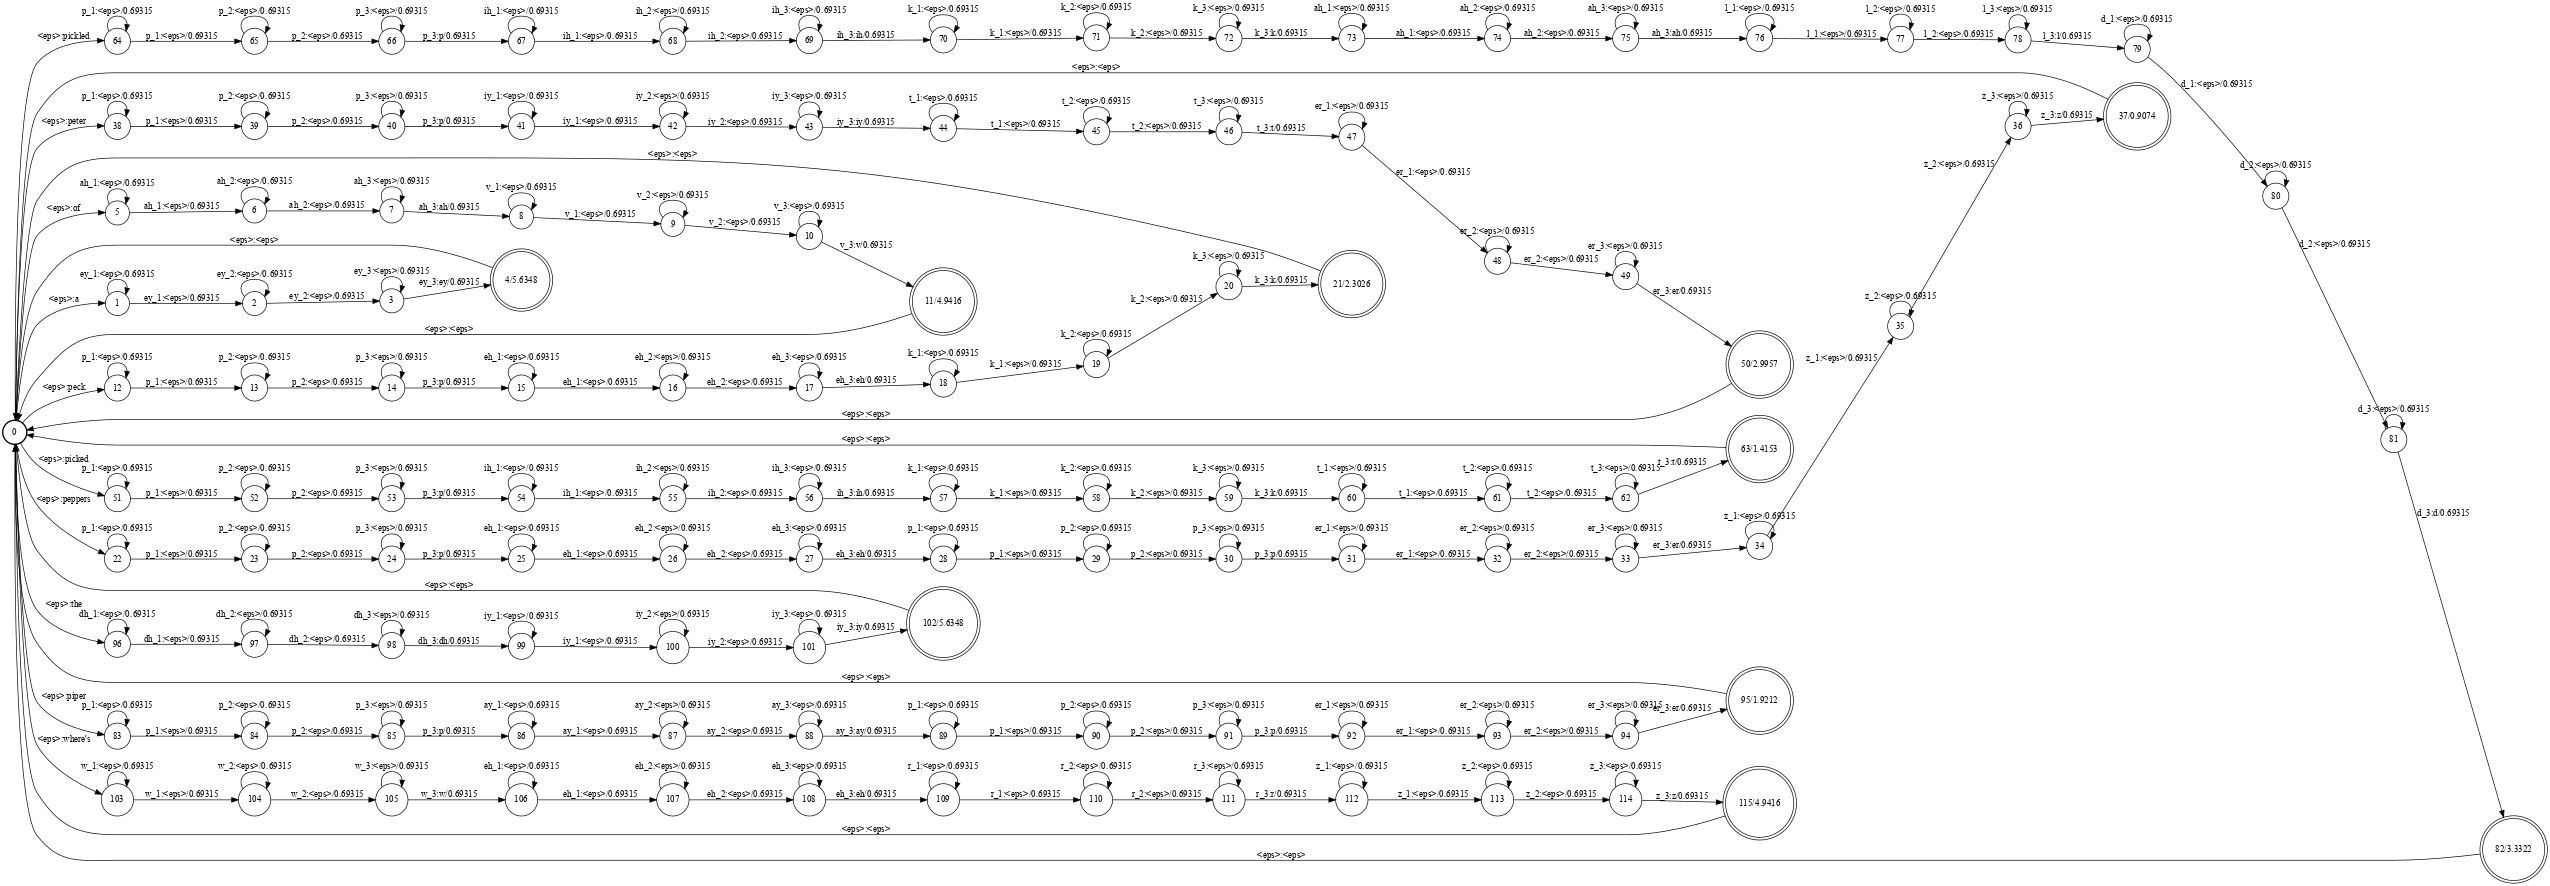 p_1:<eps>/0.69315 p_2:<eps>/0.69315 p_3:<eps>/0.69315 ih_1:<eps>/0.69315 ih_2:<eps>/0.69315 ih_3:<eps>/0.69315 k_1:<eps>/0.69315 k_2:<eps>/0.69315 k_3:<eps>/0.69315 ah_1:<eps>/0.69315 ah_2:<eps>/0.69315 ah_3:<eps>/0.69315 l_1:<eps>/0.69315 l_2:<eps>/0.69315 l_3:<eps>/0.69315 d_1:<eps>/0.69315
<eps>:pickled 64 p_1:<eps>/0.69315 65 p_2:<eps>/0.69315 66 p_3:p/0.69315 67 ih_1:<eps>/0.69315 68 ih_2:<eps>/0.69315 69 ih_3:ih/0.69315 70 k_1:<eps>/0.69315 71 k_2:<eps>/0.69315 72 k_3:k/0.69315 73 ah_1:<eps>/0.69315 74 ah_2:<eps>/0.69315 75 ah_3:ah/0.69315 76 l_1:<eps>/0.69315 77 l_2:<eps>/0.69315 78 l_3:l/0.69315 79
<eps>:<eps>
d_1:<eps>/0.69315
p_1:<eps>/0.69315 p_2:<eps>/0.69315 p_3:<eps>/0.69315 iy_1:<eps>/0.69315 iy_2:<eps>/0.69315 iy_3:<eps>/0.69315 t_1:<eps>/0.69315 t_2:<eps>/0.69315 t_3:<eps>/0.69315 er_1:<eps>/0.69315 z_3:<eps>/0.69315
<eps>:peter 38 p_1:<eps>/0.69315 39 p_2:<eps>/0.69315 40 p_3:p/0.69315 41 iy_1:<eps>/0.69315 42 iy_2:<eps>/0.69315 43 iy_3:iy/0.69315 44 t_1:<eps>/0.69315 45 t_2:<eps>/0.69315 46 t_3:t/0.69315 47 36 z_3:z/0.69315 37/0.9074
<eps>:<eps>
er_1:<eps>/0.69315 z_2:<eps>/0.69315 d_2:<eps>/0.69315
80
ah_1:<eps>/0.69315 ah_2:<eps>/0.69315 ah_3:<eps>/0.69315 v_1:<eps>/0.69315 v_2:<eps>/0.69315 v_3:<eps>/0.69315
<eps>:of 5 ah_1:<eps>/0.69315 6 ah_2:<eps>/0.69315 7 ah_3:ah/0.69315 8 v_1:<eps>/0.69315 9 v_2:<eps>/0.69315 10 v_3:v/0.69315
er_2:<eps>/0.69315 er_3:<eps>/0.69315 d_2:<eps>/0.69315
<eps>:<eps>
48 er_2:<eps>/0.69315 49 er_3:er/0.69315
ey_1:<eps>/0.69315 ey_2:<eps>/0.69315 ey_3:<eps>/0.69315 k_3:<eps>/0.69315
<eps>:a 1 ey_1:<eps>/0.69315 2 ey_2:<eps>/0.69315 3 ey_3:ey/0.69315 4/5.6348 11/4.9416 k_2:<eps>/0.69315 20 k_3:k/0.69315 21/2.3026
z_2:<eps>/0.69315
35
<eps>:<eps>
z_1:<eps>/0.69315
p_1:<eps>/0.69315 p_2:<eps>/0.69315 p_3:<eps>/0.69315 eh_1:<eps>/0.69315 eh_2:<eps>/0.69315 eh_3:<eps>/0.69315 k_1:<eps>/0.69315 k_2:<eps>/0.69315
<eps>:peck 12 p_1:<eps>/0.69315 13 p_2:<eps>/0.69315 14 p_3:p/0.69315 15 eh_1:<eps>/0.69315 16 eh_2:<eps>/0.69315 17 eh_3:eh/0.69315 18 k_1:<eps>/0.69315 19 50/2.9957
<eps>:<eps>
d_3:<eps>/0.69315
0 81
<eps>:<eps>
63/1.4153
<eps>:picked
p_1:<eps>/0.69315 p_2:<eps>/0.69315 p_3:<eps>/0.69315 ih_1:<eps>/0.69315 ih_2:<eps>/0.69315 ih_3:<eps>/0.69315 k_1:<eps>/0.69315 k_2:<eps>/0.69315 k_3:<eps>/0.69315 t_1:<eps>/0.69315 t_2:<eps>/0.69315 t_3:<eps>/0.69315 t_3:t/0.69315
51 p_1:<eps>/0.69315 52 p_2:<eps>/0.69315 53 p_3:p/0.69315 54 ih_1:<eps>/0.69315 55 ih_2:<eps>/0.69315 56 ih_3:ih/0.69315 57 k_1:<eps>/0.69315 58 k_2:<eps>/0.69315 59 k_3:k/0.69315 60 t_1:<eps>/0.69315 61 t_2:<eps>/0.69315 62
<eps>:peppers
d_3:d/0.69315
p_1:<eps>/0.69315 p_2:<eps>/0.69315 p_3:<eps>/0.69315 eh_1:<eps>/0.69315 eh_2:<eps>/0.69315 eh_3:<eps>/0.69315 p_1:<eps>/0.69315 p_2:<eps>/0.69315 p_3:<eps>/0.69315 er_1:<eps>/0.69315 er_2:<eps>/0.69315 er_3:<eps>/0.69315 z_1:<eps>/0.69315
22 p_1:<eps>/0.69315 23 p_2:<eps>/0.69315 24 p_3:p/0.69315 25 eh_1:<eps>/0.69315 26 eh_2:<eps>/0.69315 27 eh_3:eh/0.69315 28 p_1:<eps>/0.69315 29 p_2:<eps>/0.69315 30 p_3:p/0.69315 31 er_1:<eps>/0.69315 32 er_2:<eps>/0.69315 33 er_3:er/0.69315 34
<eps>:<eps>
<eps>:the
dh_1:<eps>/0.69315 dh_2:<eps>/0.69315 dh_3:<eps>/0.69315 iy_1:<eps>/0.69315 iy_2:<eps>/0.69315 iy_3:<eps>/0.69315
96 dh_1:<eps>/0.69315 97 dh_2:<eps>/0.69315 98 dh_3:dh/0.69315 99 iy_1:<eps>/0.69315 100 iy_2:<eps>/0.69315 101 iy_3:iy/0.69315 102/5.6348
<eps>:<eps>
<eps>:piper
p_1:<eps>/0.69315 p_2:<eps>/0.69315 p_3:<eps>/0.69315 ay_1:<eps>/0.69315 ay_2:<eps>/0.69315 ay_3:<eps>/0.69315 p_1:<eps>/0.69315 p_2:<eps>/0.69315 p_3:<eps>/0.69315 er_1:<eps>/0.69315 er_2:<eps>/0.69315 er_3:<eps>/0.69315 er_3:er/0.69315 95/1.9212
83 p_1:<eps>/0.69315 84 p_2:<eps>/0.69315 85 p_3:p/0.69315 86 ay_1:<eps>/0.69315 87 ay_2:<eps>/0.69315 88 ay_3:ay/0.69315 89 p_1:<eps>/0.69315 90 p_2:<eps>/0.69315 91 p_3:p/0.69315 92 er_1:<eps>/0.69315 93 er_2:<eps>/0.69315 94
<eps>:where's
w_1:<eps>/0.69315 w_2:<eps>/0.69315 w_3:<eps>/0.69315 eh_1:<eps>/0.69315 eh_2:<eps>/0.69315 eh_3:<eps>/0.69315 r_1:<eps>/0.69315 r_2:<eps>/0.69315 r_3:<eps>/0.69315 z_1:<eps>/0.69315 z_2:<eps>/0.69315 z_3:<eps>/0.69315
103 w_1:<eps>/0.69315 104 w_2:<eps>/0.69315 105 w_3:w/0.69315 106 eh_1:<eps>/0.69315 107 eh_2:<eps>/0.69315 108 eh_3:eh/0.69315 109 r_1:<eps>/0.69315 110 r_2:<eps>/0.69315 111 r_3:r/0.69315 112 z_1:<eps>/0.69315 113 z_2:<eps>/0.69315 114 z_3:z/0.69315 115/4.9416
<eps>:<eps>
82/3.3322
<eps>:<eps>